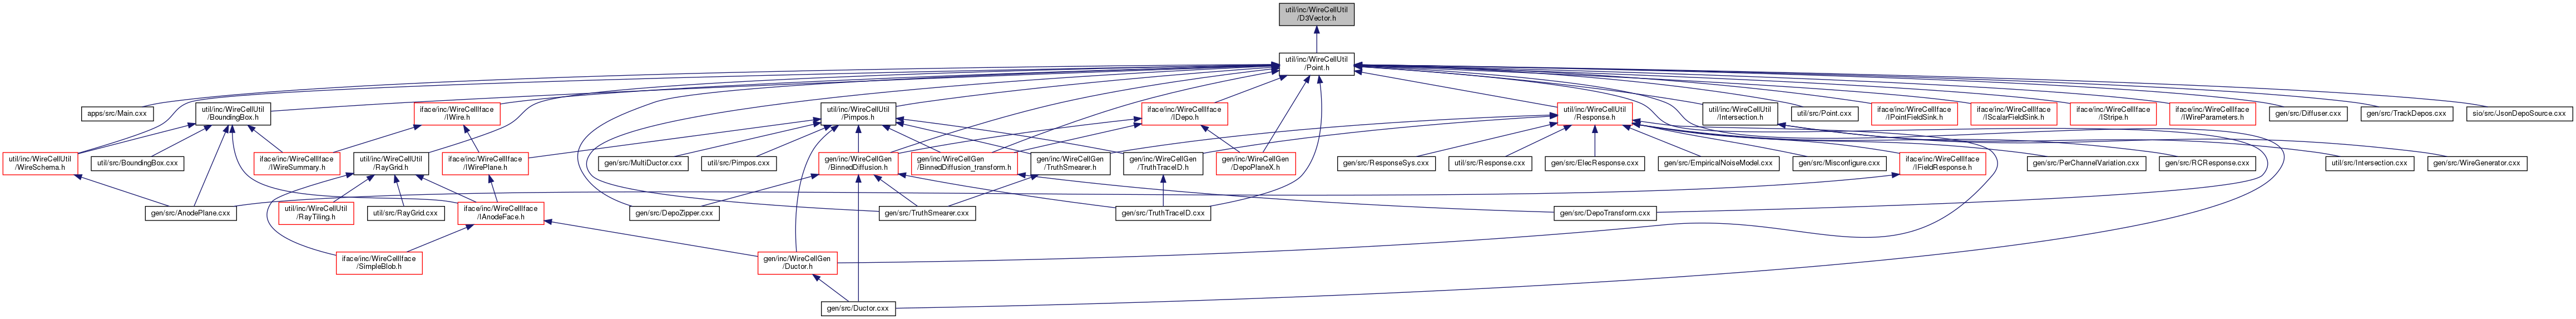 util/inc/WireCellUtil
/D3Vector.h
util/inc/WireCellUtil
/Point.h
apps/src/Main.cxx
util/inc/WireCellUtil
/BoundingBox.h
iface/inc/WireCellIface
/IWire.h
util/inc/WireCellUtil
/Pimpos.h
iface/inc/WireCellIface
/IDepo.h
util/inc/WireCellUtil
/Response.h
util/inc/WireCellUtil
/Intersection.h
util/src/Point.cxx
iface/inc/WireCellIface
/IPointFieldSink.h
iface/inc/WireCellIface
/IScalarFieldSink.h
iface/inc/WireCellIface
/IStripe.h
iface/inc/WireCellIface
/IWireParameters.h
gen/src/Diffuser.cxx
gen/src/TrackDepos.cxx
sio/src/JsonDepoSource.cxx
util/inc/WireCellUtil
/WireSchema.h
util/src/BoundingBox.cxx
iface/inc/WireCellIface
/IWireSummary.h
util/inc/WireCellUtil
/RayGrid.h
iface/inc/WireCellIface
/IWirePlane.h
gen/src/MultiDuctor.cxx
util/src/Pimpos.cxx
gen/inc/WireCellGen
/BinnedDiffusion.h
gen/inc/WireCellGen
/BinnedDiffusion_transform.h
gen/inc/WireCellGen
/TruthSmearer.h
gen/inc/WireCellGen
/TruthTraceID.h
gen/inc/WireCellGen
/DepoPlaneX.h
gen/src/ResponseSys.cxx
util/src/Response.cxx
gen/src/ElecResponse.cxx
gen/src/EmpiricalNoiseModel.cxx
gen/src/Misconfigure.cxx
iface/inc/WireCellIface
/IFieldResponse.h
gen/src/PerChannelVariation.cxx
gen/src/RCResponse.cxx
util/src/Intersection.cxx
gen/src/WireGenerator.cxx
gen/src/AnodePlane.cxx
util/inc/WireCellUtil
/RayTiling.h
util/src/RayGrid.cxx
iface/inc/WireCellIface
/IAnodeFace.h
gen/src/DepoZipper.cxx
gen/src/TruthSmearer.cxx
gen/src/TruthTraceID.cxx
gen/src/DepoTransform.cxx
iface/inc/WireCellIface
/SimpleBlob.h
gen/inc/WireCellGen
/Ductor.h
gen/src/Ductor.cxx